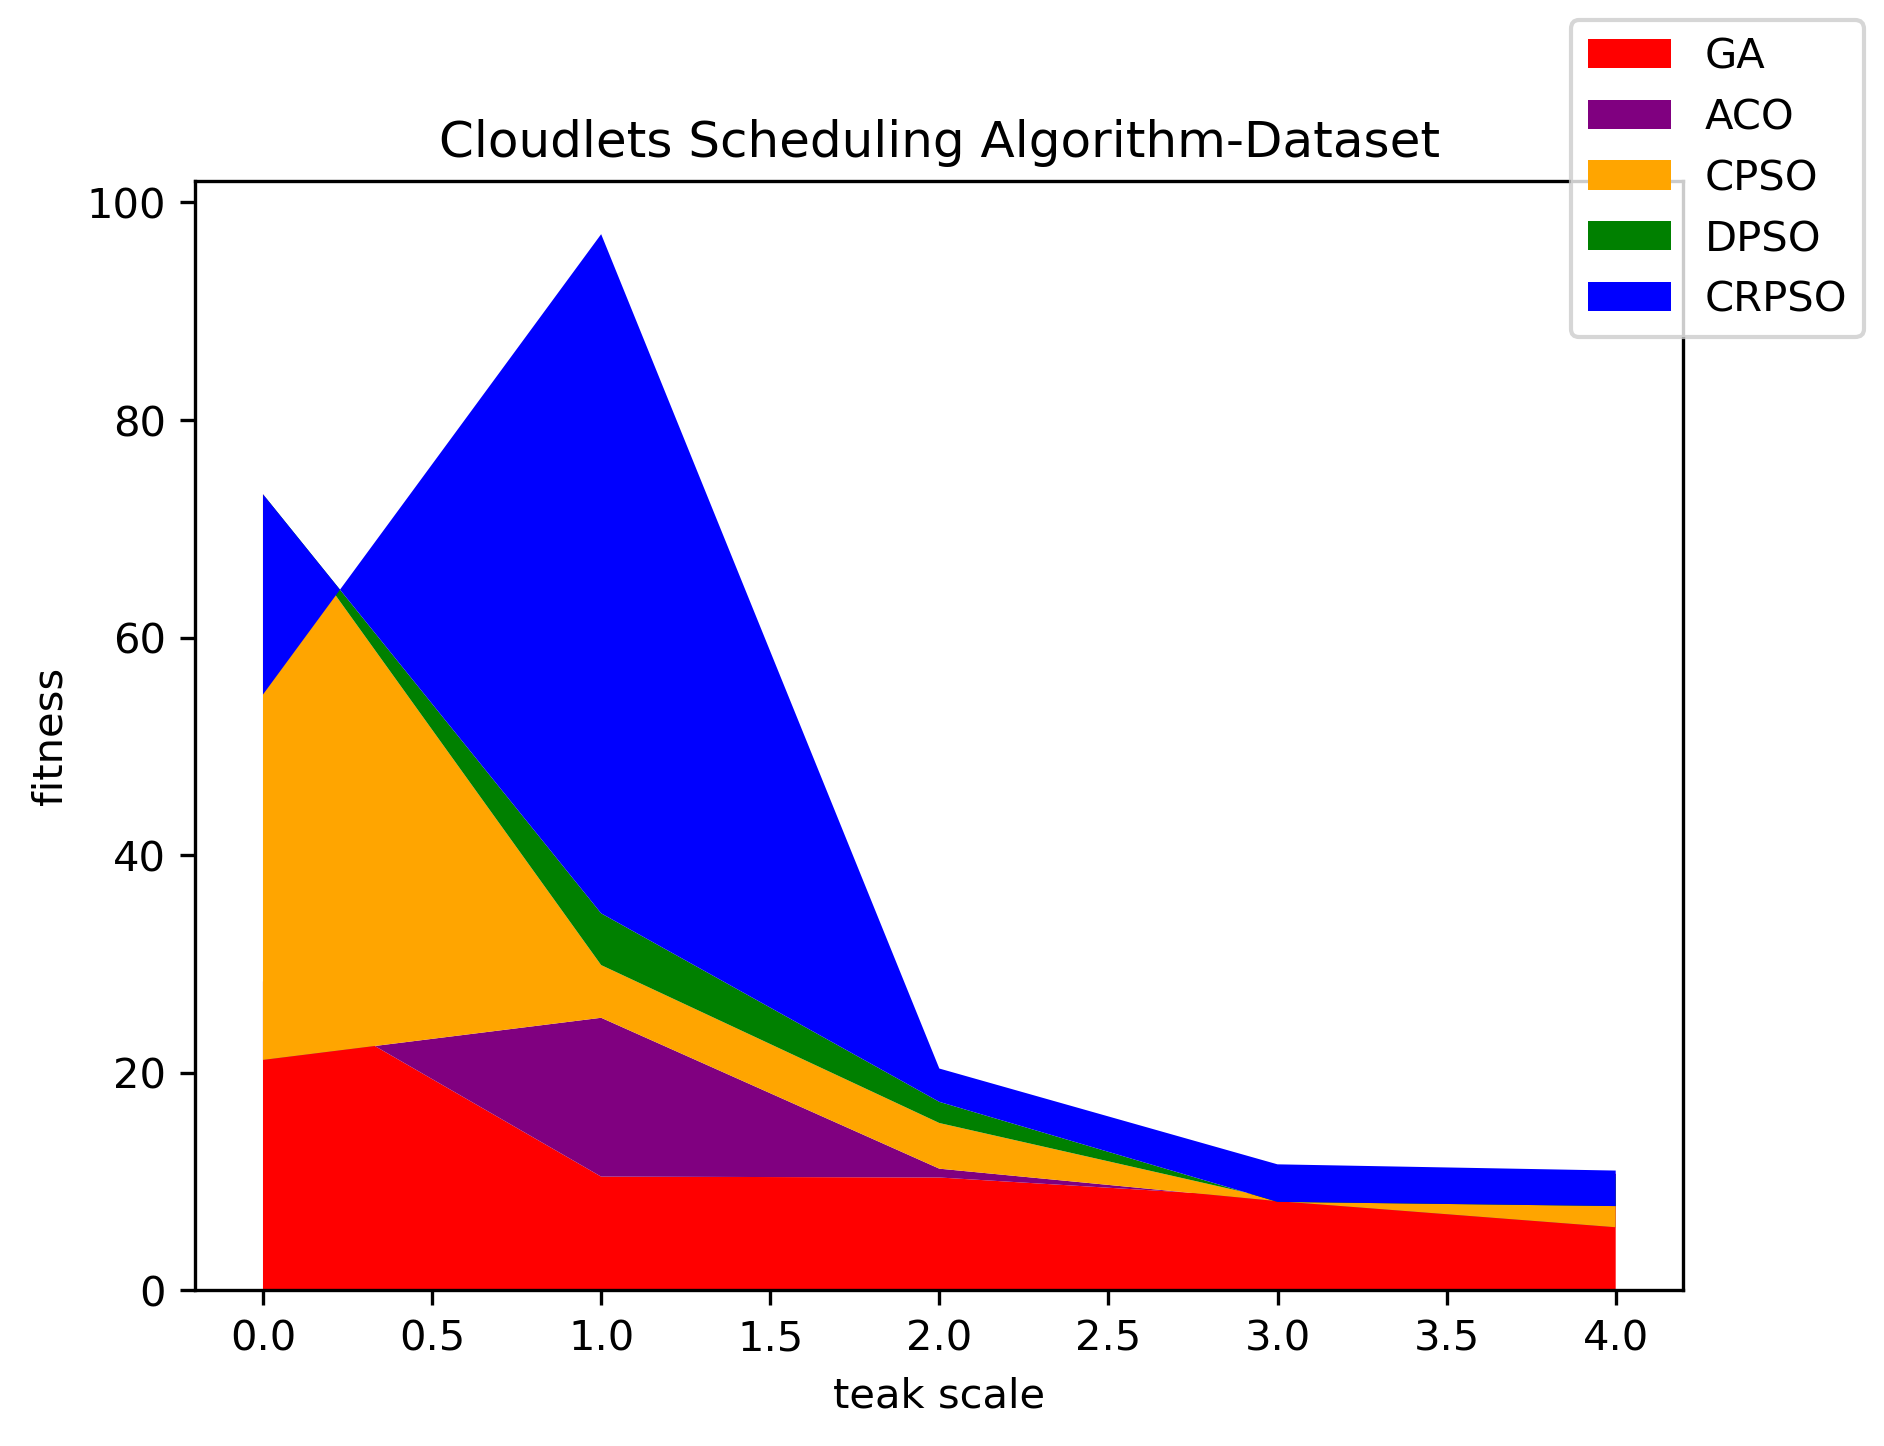 GA
ACO
CPSO
DPSO
CRPSO
Cloudlets Scheduling Algorithm-Dataset
100
80
60
40
20
0
fitness
0.0 0.5 1.0 1.5 2.0 2.5 3.0 3.5 4.0
teak scale